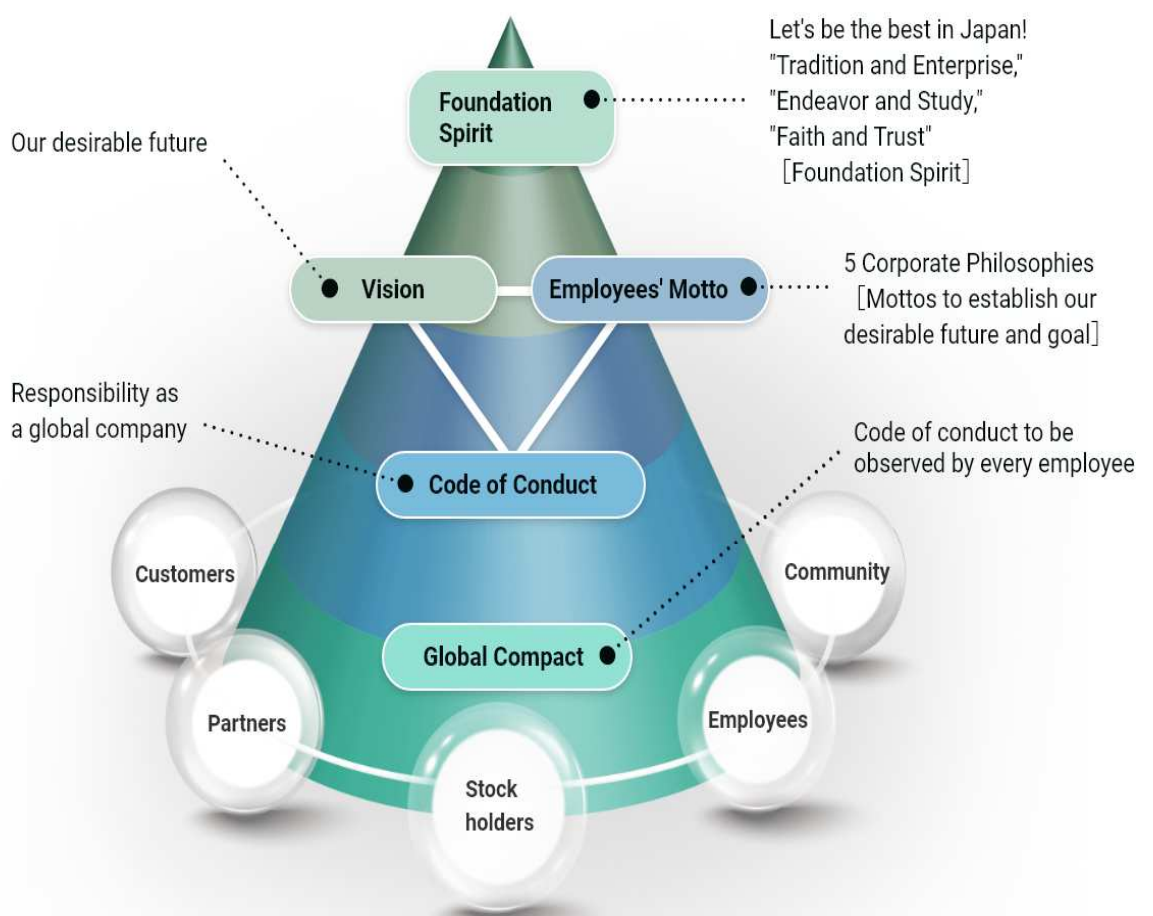 Let's be the best in Japan!
"Tradition and Enterprise,"
"Endeavor and Study,"
"Faith and Trust"
［Foundation Spirit］
Foundation
Spirit
Our desirable future
Vision
Employees' Motto
5 Corporate Philosophies
［Mottos to establish our
desirable future and goal］
Responsibility as
a global company
Code of Conduct
Code of conduct to be
observed by every employee
Customers
Community
Global Compact
Partners
Employees
Stock
holders